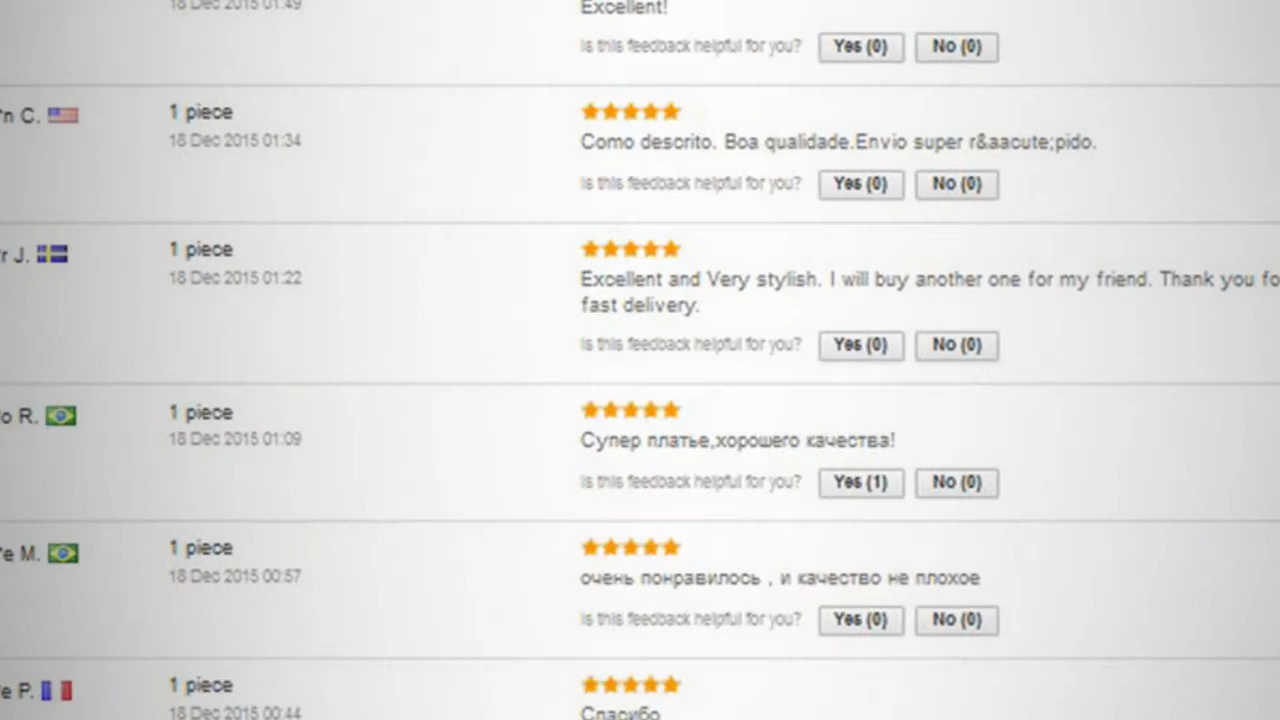 18 Dec 2015 01:49
Excellent!
Is this feedback helpful for you? Yes (0) No (0)
'n C. 1 piece
18 Dec 2015 01:34
Como descrito. Boa qualidade.Envio super r&aacute;pido.
Is this feedback helpful for you? Yes (0) No (0)
'r J. 1 piece
18 Dec 2015 01:22
Excellent and Very stylish. I will buy another one for my friend. Thank you fo
fast delivery.
Is this feedback helpful for you? Yes (0) No (0)
'o R. 1 piece
18 Dec 2015 01:09
Супер платье,хорошего качества!
Is this feedback helpful for you? Yes (1) No (0)
'e M. 1 piece
18 Dec 2015 00:57
очень понравилось , и качество не плохое
Is this feedback helpful for you? Yes (0) No (0)
'e P. 1 piece
18 Dec 2015 00:44
Спасибо